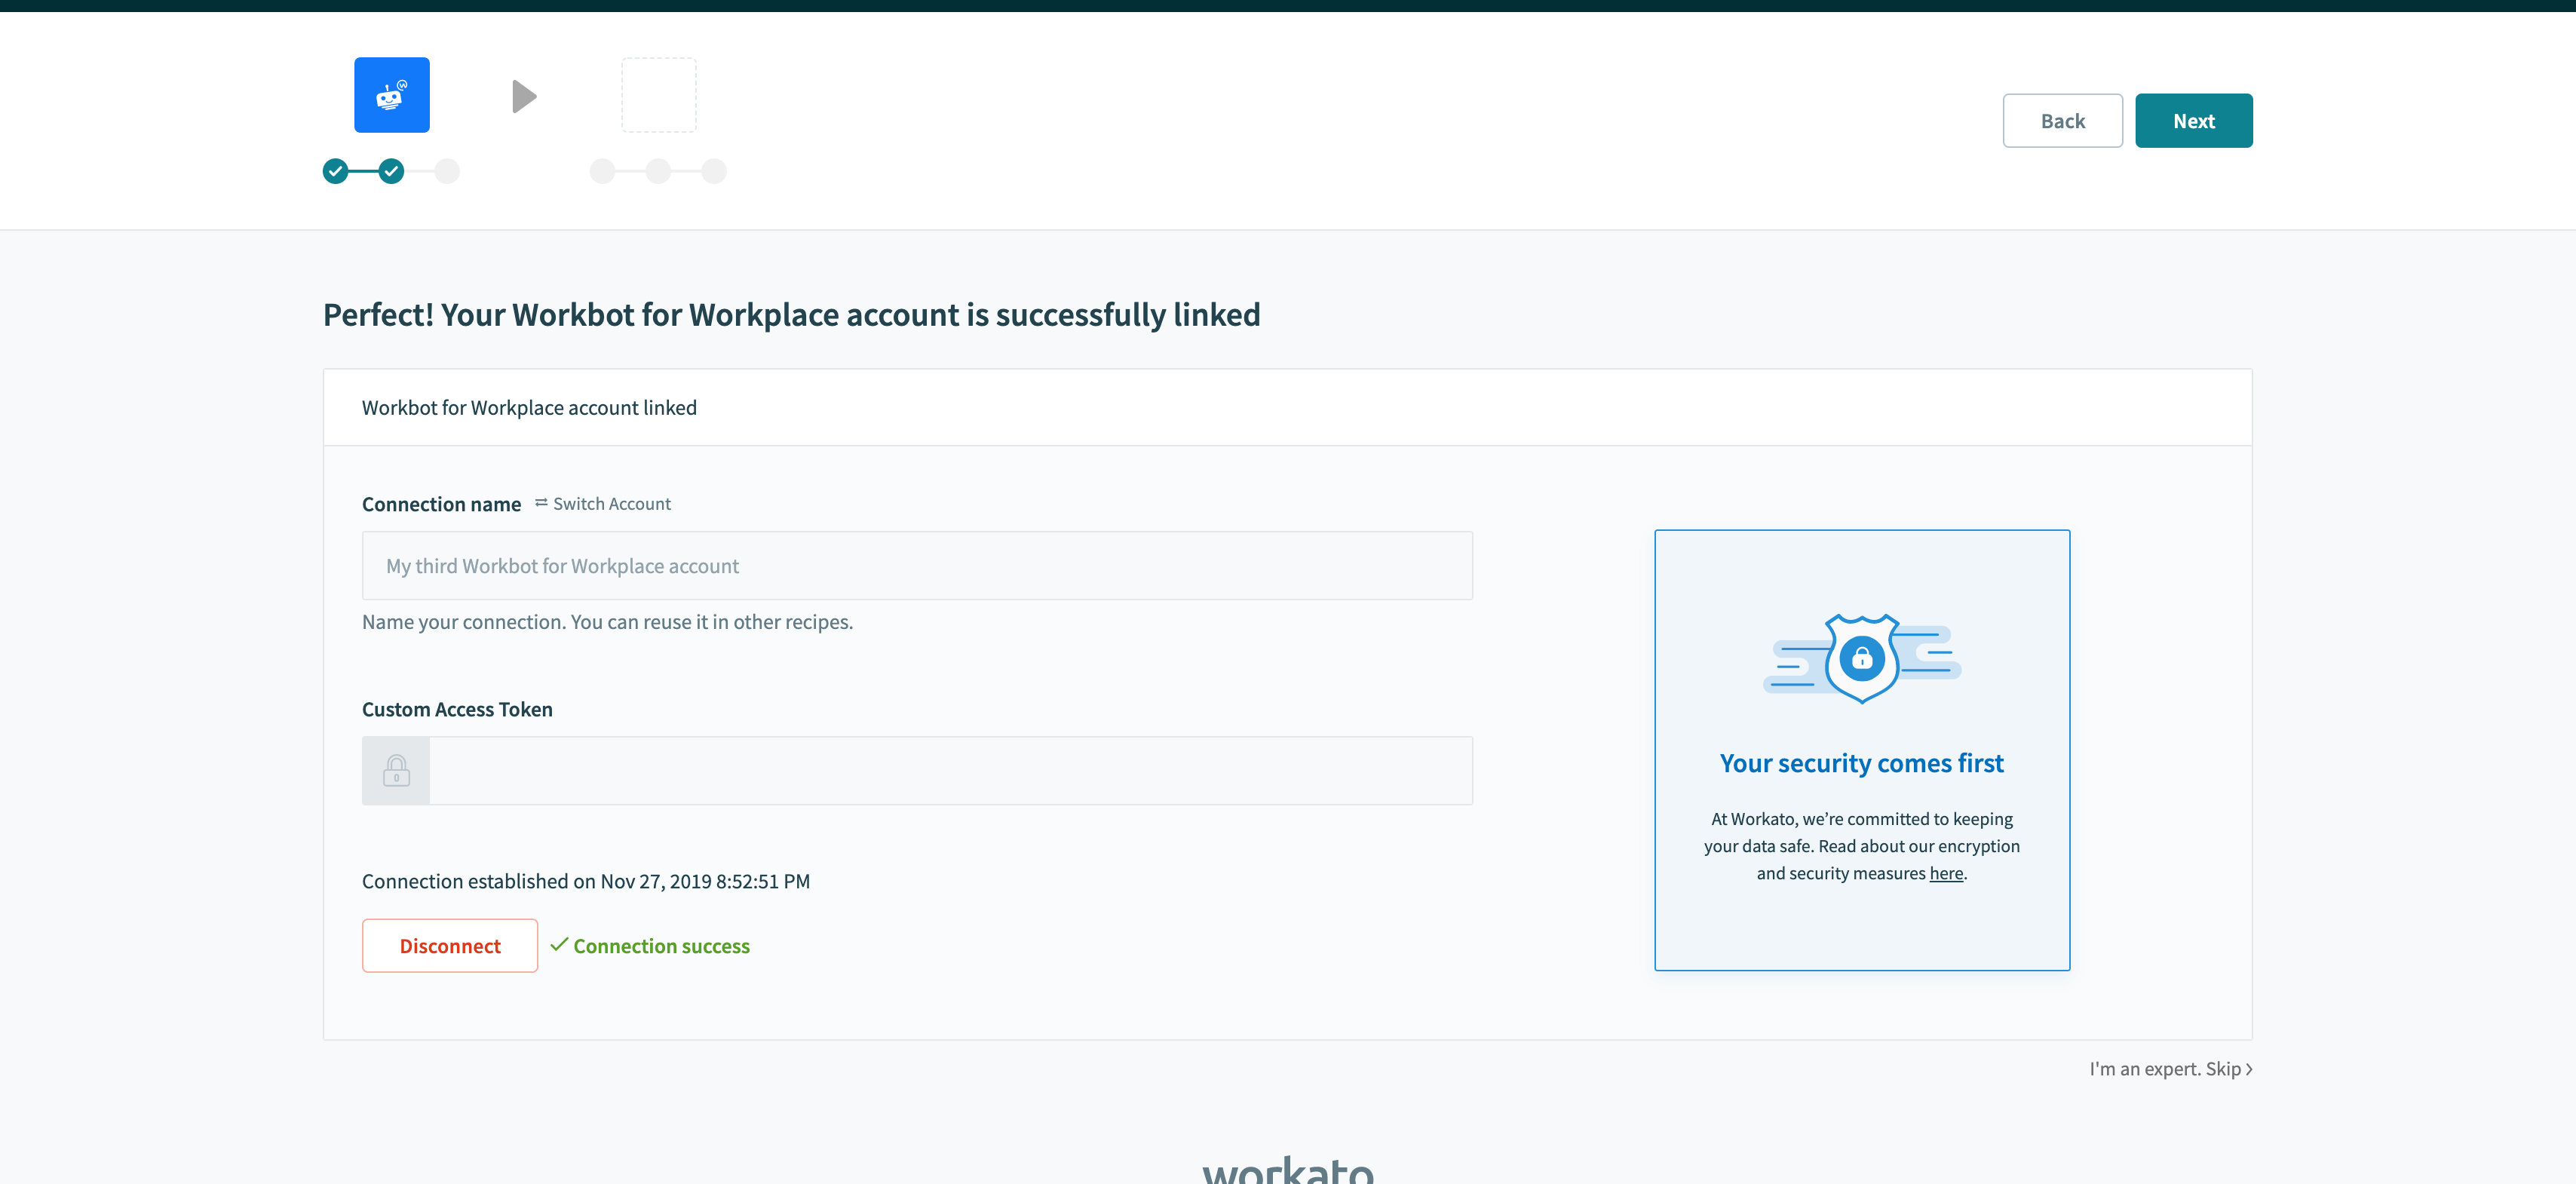 Back
Next
Perfect! Your Workbot for Workplace account is successfully linked
Workbot for Workplace account linked
Connection name
Switch Account
My third Workbot for Workplace account
Name your connection. You can reuse it in other recipes.
Custom Access Token
Your security comes first
At Workato, we’re committed to keeping
your data safe. Read about our encryption
and security measures here.
Connection established on Nov 27, 2019 8:52:51 PM
Disconnect
Connection success
I'm an expert. Skip
workato